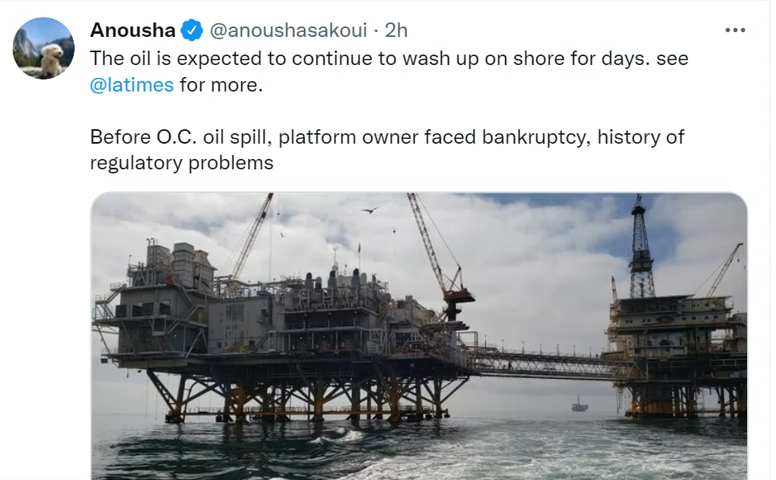 Anousha @anoushasakoui · 2h
The oil is expected to continue to wash up on shore for days. see
@latimes for more.
Before O.C. oil spill, platform owner faced bankruptcy, history of
regulatory problems